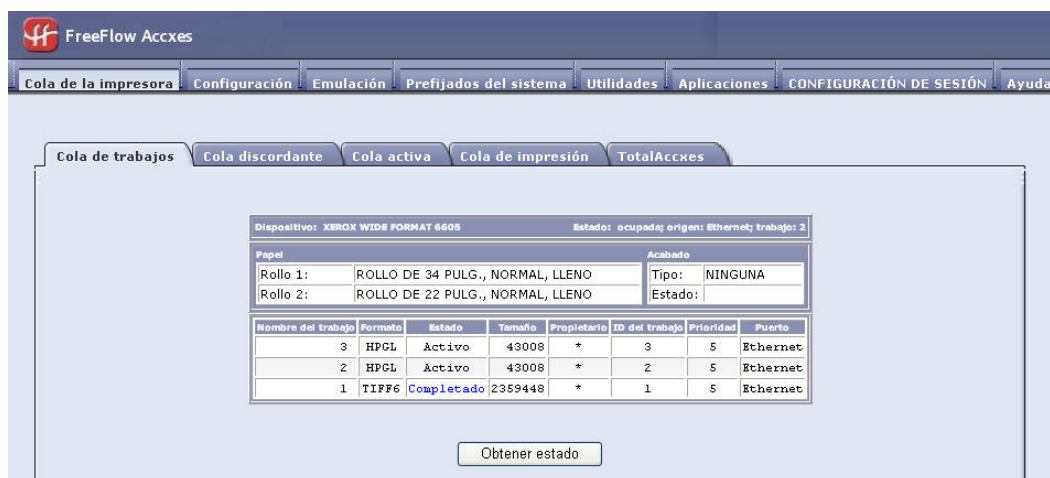 FreeFlow Accxes
Cola de la impresora Configuración Emulación Prefijados del sistema Utilidades Aplicaciones CONFIGURACIÓN DE SESIÓN Ayuda
Cola de trabajos Cola discordante Cola activa Cola de impresión TotalAccxes
Dispositivo: XEROX WIDE FORMAT 6605 Estado: ocupada; origen: Ethernet; trabajo: 2
Papel Acabado
Rollo 1: ROLLO DE 34 PULG., NORMAL, LLENO Tipo: NINGUNA
Rollo 2: ROLLO DE 22 PULG., NORMAL, LLENO Estado:
Nombre del trabajo Formato Estado Tamaño Propietario ID del trabajo Prioridad Puerto
3 HPGL Activo 43008 * 3 5 Ethernet
2 HPGL Activo 43008 * 2 5 Ethernet
1 TIFF6 Completado 2359448 * 1 5 Ethernet
Obtener estado